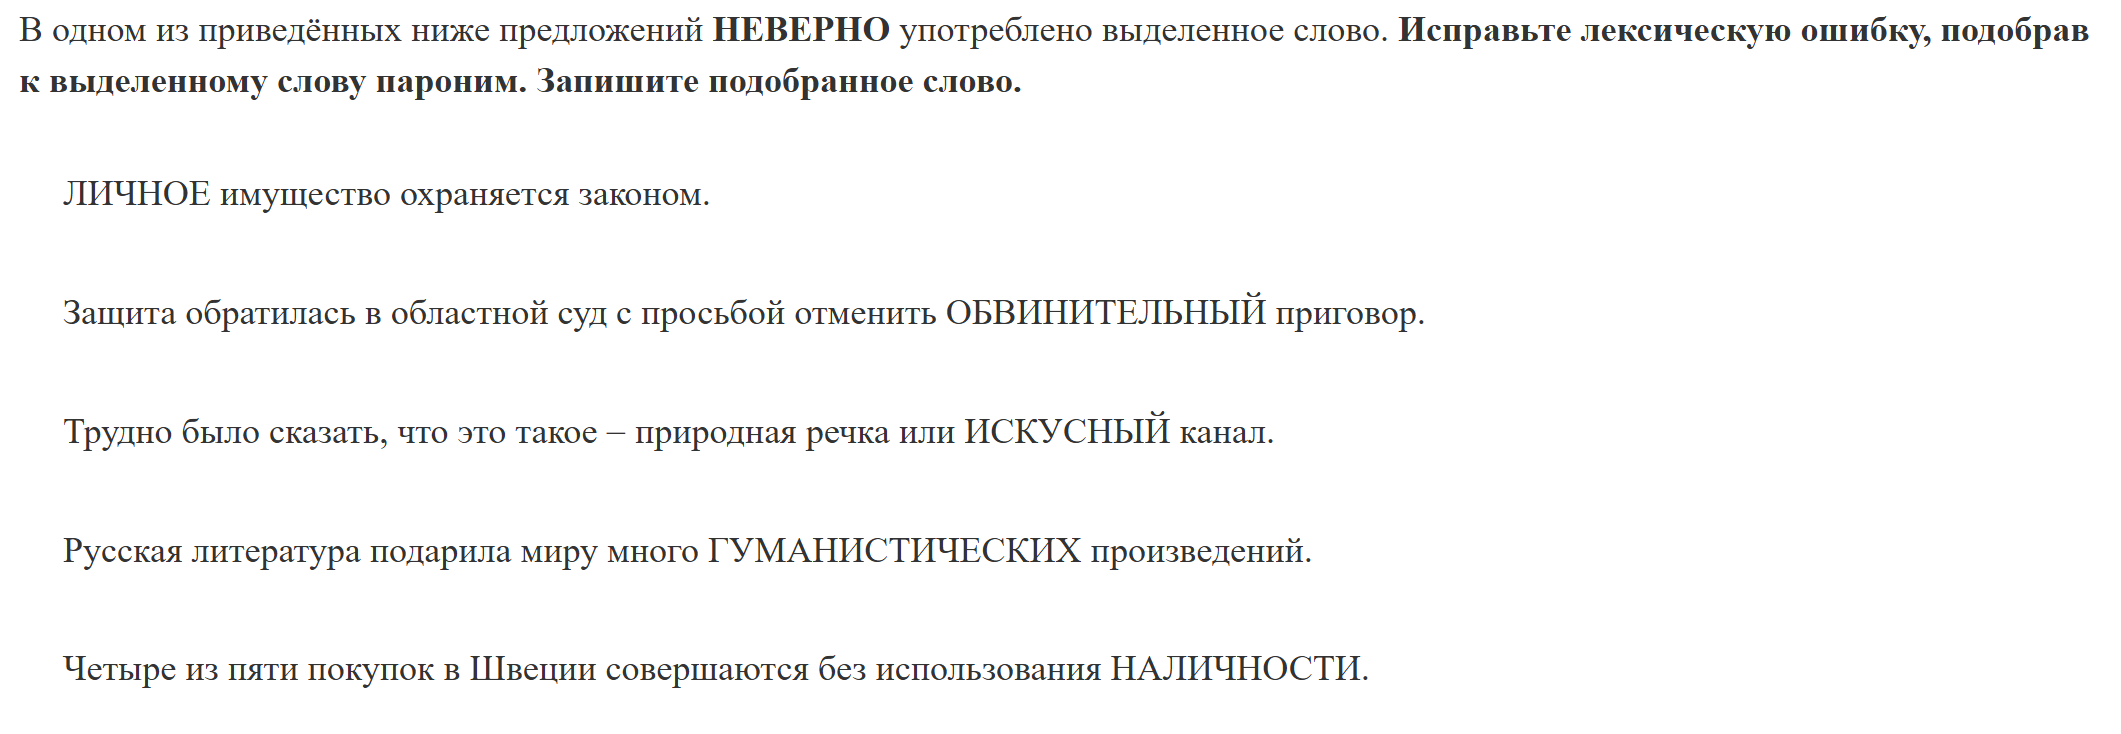 В одном из приведённых ниже предложений НЕВЕРНО употреблено выделенное слово. Исправьте лексическую ошибку, подобрав
к выделенному слову пароним. Запишите подобранное слово.
ЛИЧНОЕ имущество охраняется законом.
Защита обратилась в областной суд с просьбой отменить ОБВИНИТЕЛЬНЫЙ приговор.
Трудно было сказать, что это такое – природная речка или ИСКУСНЫЙ канал.
Русская литература подарила миру много ГУМАНИСТИЧЕСКИХ произведений.
Четыре из пяти покупок в Швеции совершаются без использования НАЛИЧНОСТИ.